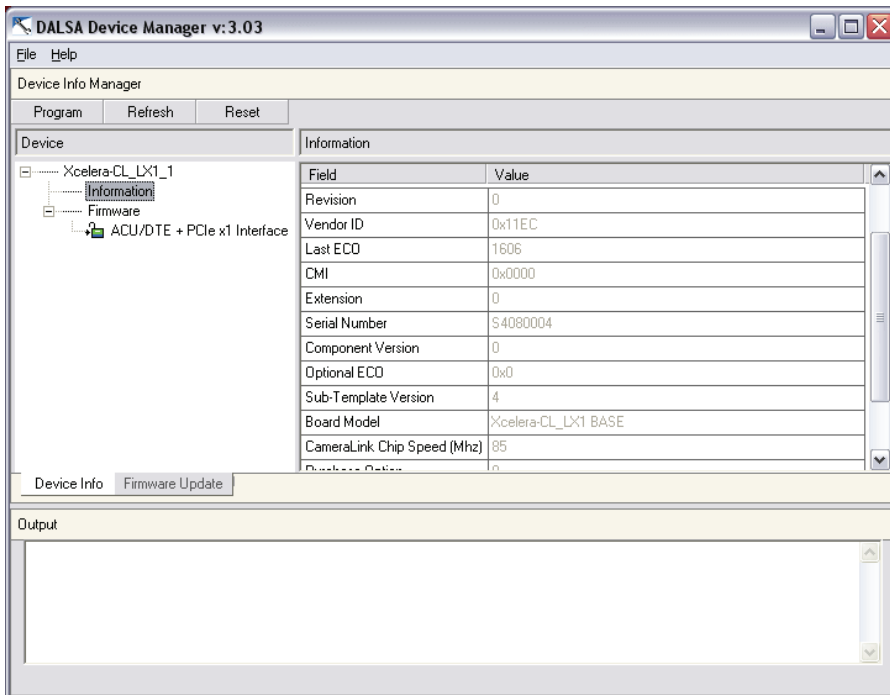 DALSA Device Manager v:3.03
File Help
Device Info Manager
Program Refresh Reset
Device Information
Xcelera-CL_LX1_1
Information
Firmware
ACU/DTE + PCIe x1 Interface
Field Value
Revision 0
Vendor ID 0x11EC
Last ECO 1606
CMI 0x0000
Extension 0
Serial Number S4080004
Component Version 0
Optional ECO 0x0
Sub-Template Version 4
Board Model Xcelera-CL_LX1 BASE
CameraLink Chip Speed (Mhz) 85
Device Info Firmware Update
Output